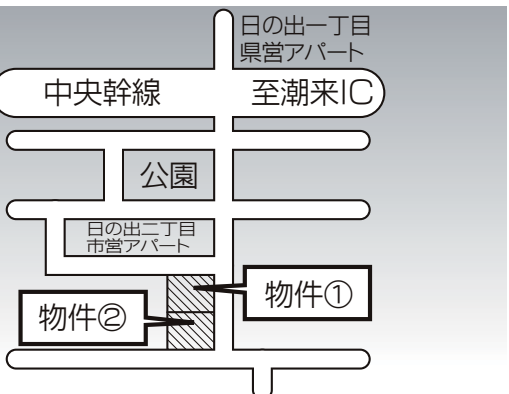 日の出一丁目
県営アパート
中央幹線
至潮来IC
公園
日の出二丁目
市営アパート
物件①
物件②